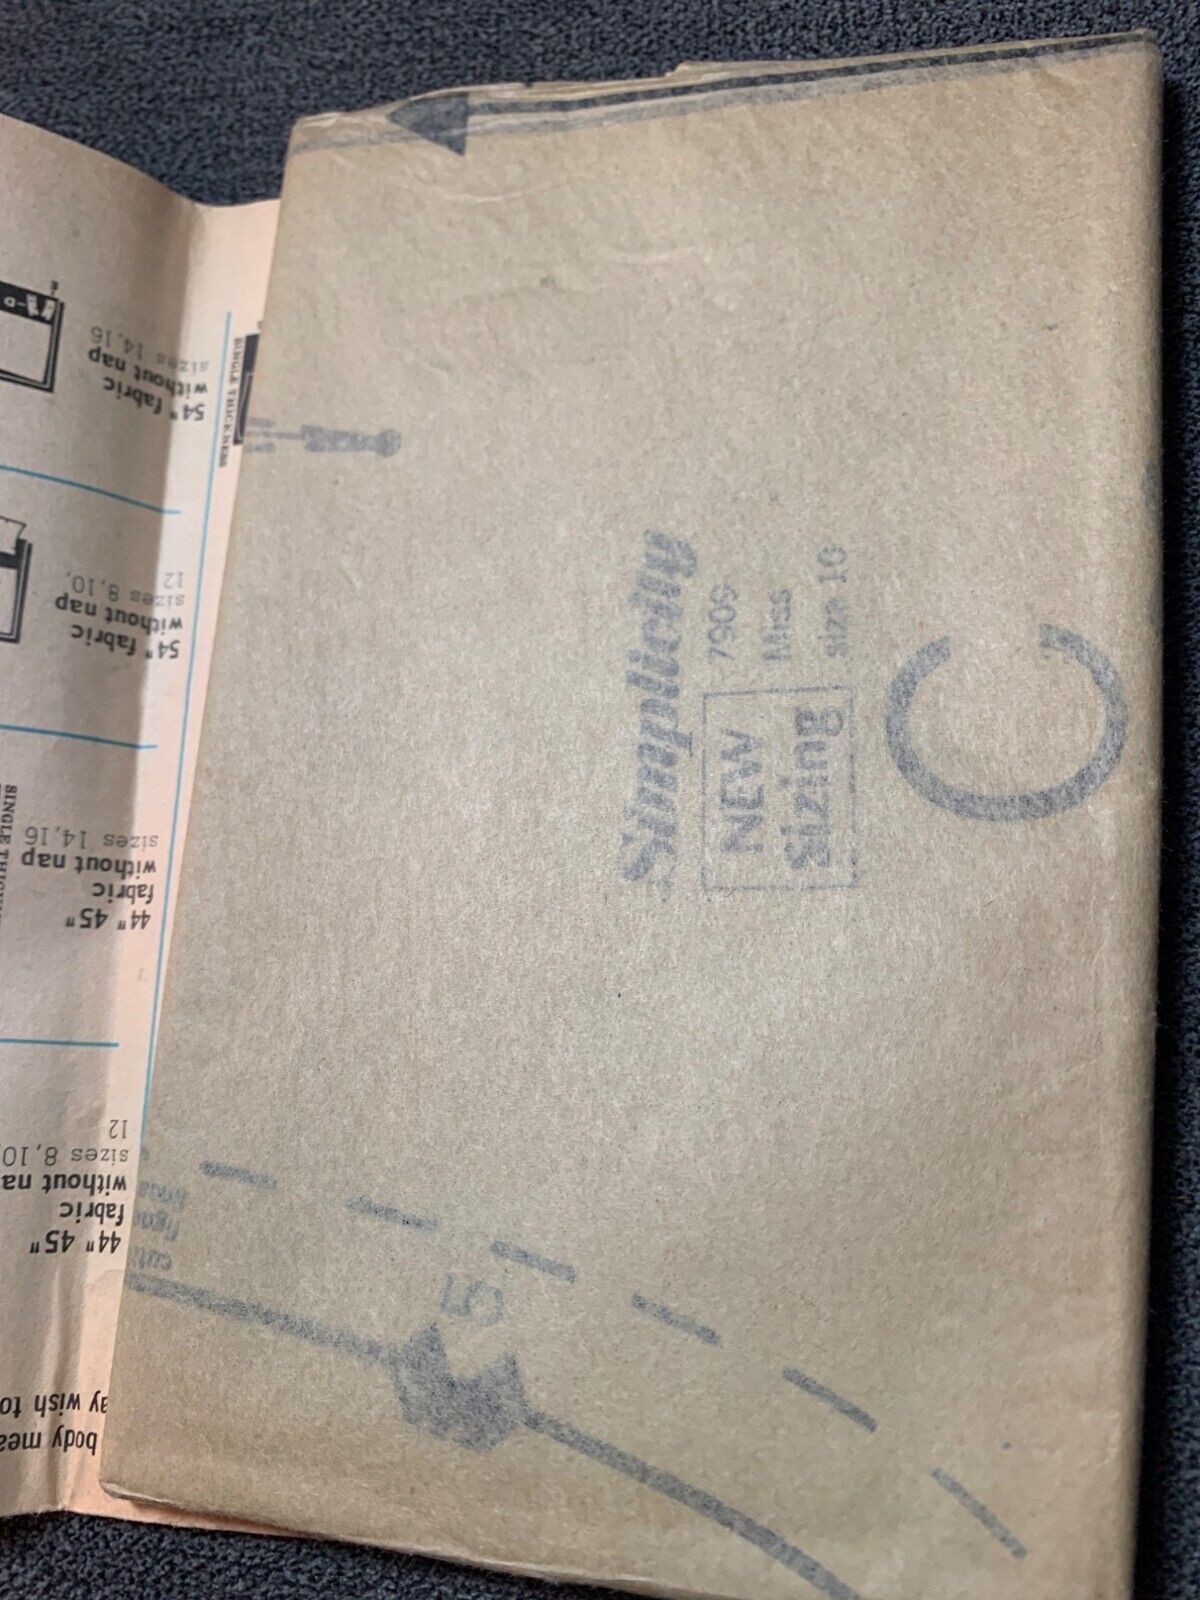 Simplicity
7909
Miss
size 10
NEW
Sizing
C
5
SINGLE THICKNESS
body mea
ay wish to
44" 45"
fabric
without na
sizes 8,10,
12
44" 45"
fabric
without nap
sizes 14,16
54" fabric
without nap
sizes 8,10,
12
54" fabric
without nap
sizes 14,16